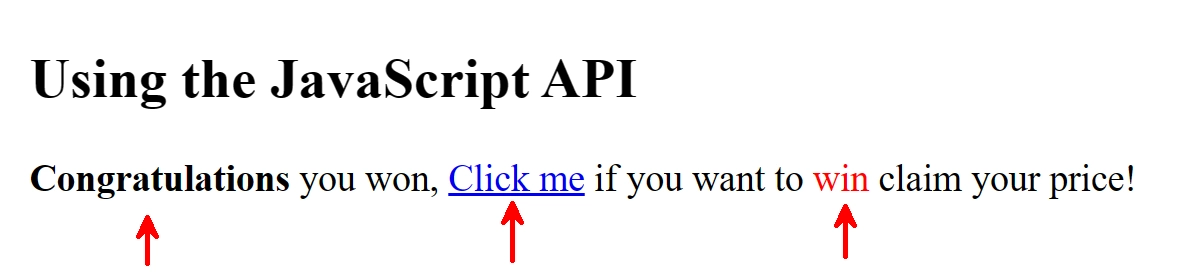 Using the JavaScript API
Congratulations you won, Click me if you want to win claim your price!